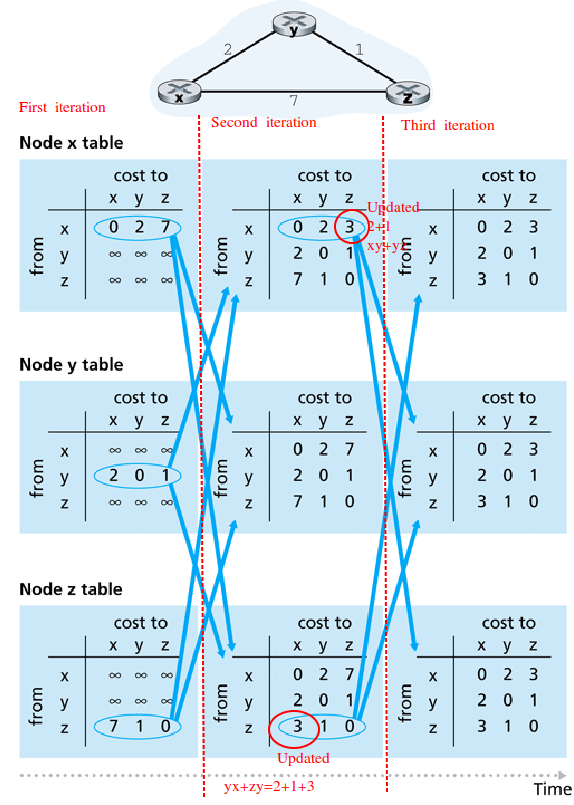 y
2 1
x z
7
First iteration
Second iteration
Third iteration
Node x table
cost to
x y z
from
x 0 2 7
y ∞ ∞ ∞
z ∞ ∞ ∞
cost to
x y z
from
x 0 2 3
y 2 0 1
z 7 1 0
Updated
2+1
xy+yz
cost to
x y z
from
x 0 2 3
y 2 0 1
z 3 1 0
Node y table
cost to
x y z
from
x ∞ ∞ ∞
y 2 0 1
z ∞ ∞ ∞
cost to
x y z
from
x 0 2 7
y 2 0 1
z 7 1 0
cost to
x y z
from
x 0 2 3
y 2 0 1
z 3 1 0
Node z table
cost to
x y z
from
x ∞ ∞ ∞
y ∞ ∞ ∞
z 7 1 0
cost to
x y z
from
x 0 2 7
y 2 0 1
z 3 1 0
Updated
cost to
x y z
from
x 0 2 3
y 2 0 1
z 3 1 0
yx+zy=2+1+3
Time